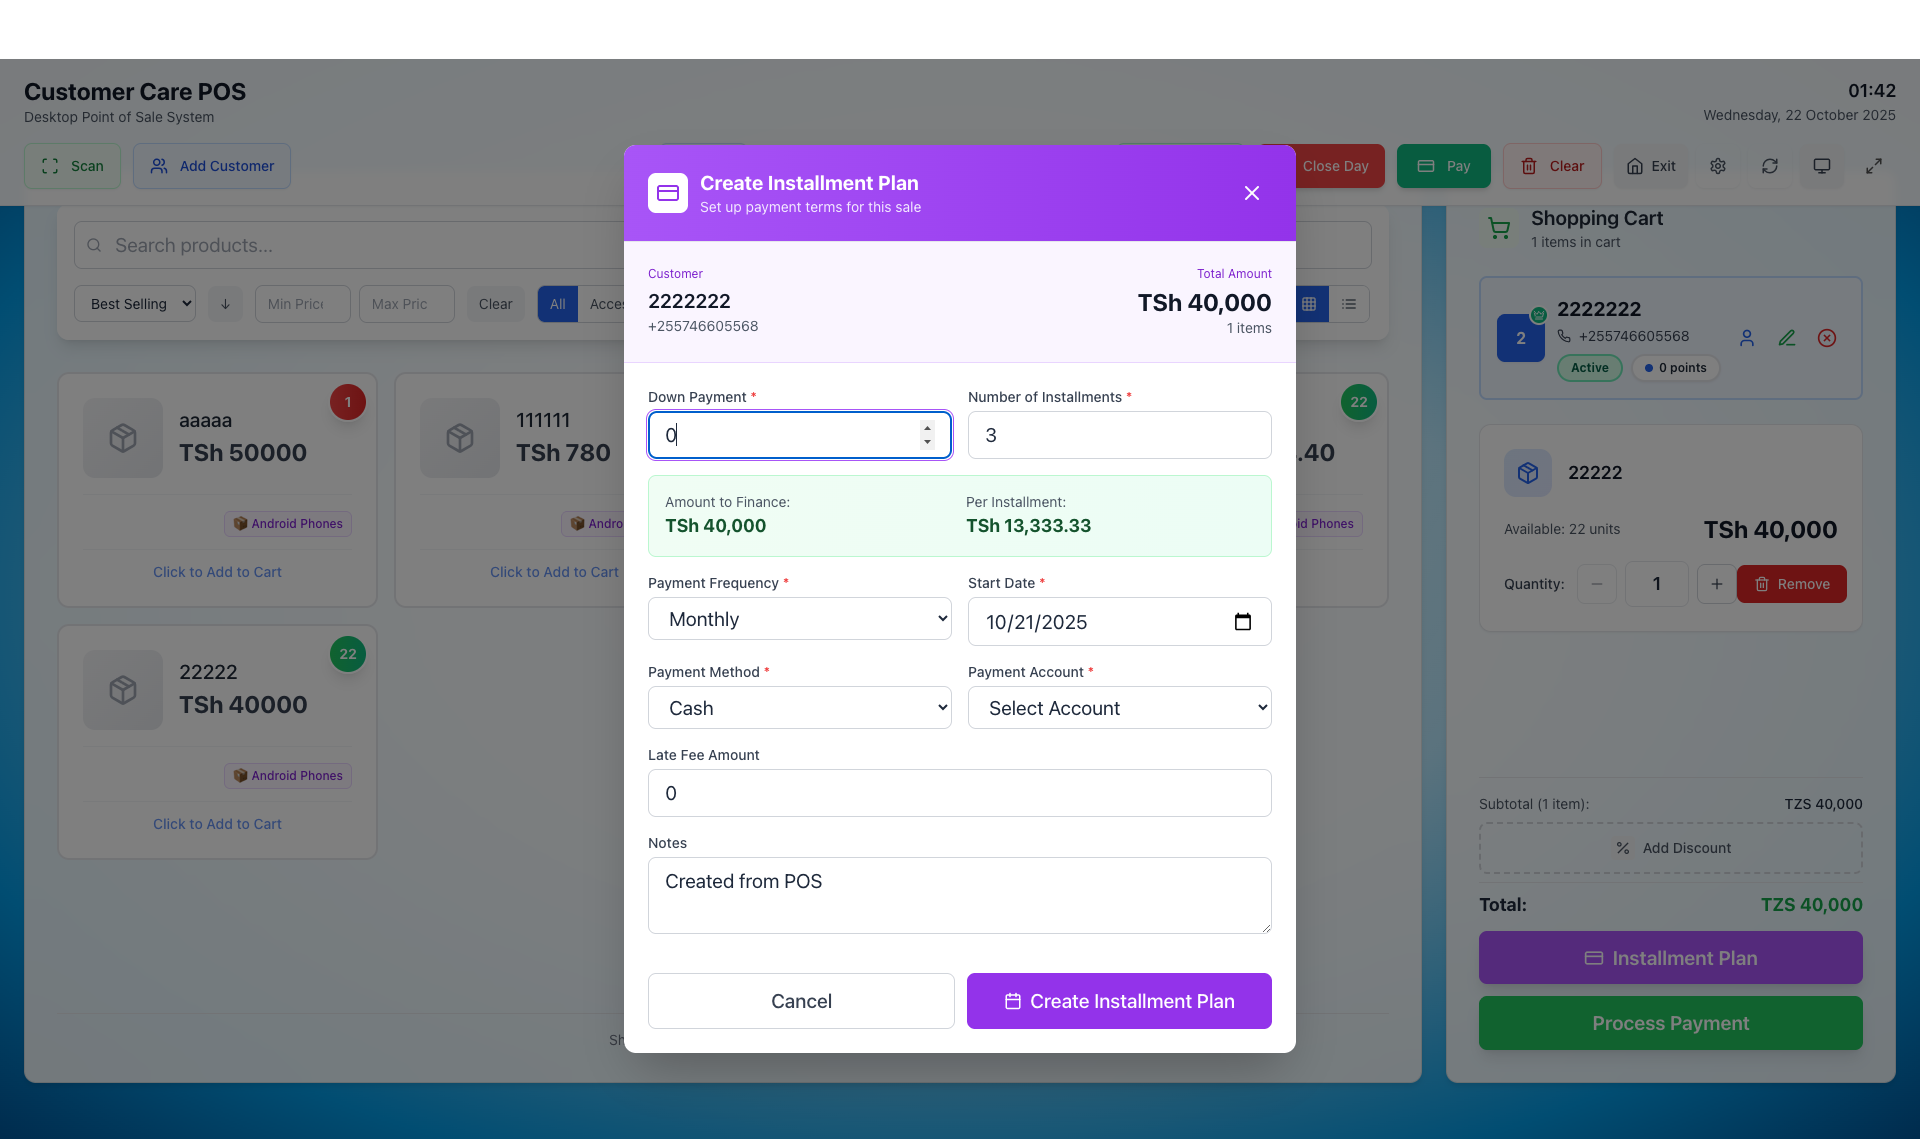 Customer Care POS
Desktop Point of Sale System
01:42
Wednesday, 22 October 2025
Scan
Add Customer
Close Day
Pay
Clear
Exit
Search products...
Best Selling
Min Price
Max Pric
Clear
All
Acces
aaaaa
TSh 50000
1
📦 Android Phones
Click to Add to Cart
111111
TSh 780
📦 Andro
Click to Add to Cart
22
.40
id Phones
22222
TSh 40000
22
📦 Android Phones
Click to Add to Cart
Sh
Create Installment Plan
Set up payment terms for this sale
Customer
2222222
+255746605568
Total Amount
TSh 40,000
1 items
Down Payment *
0
Number of Installments *
3
Amount to Finance:
TSh 40,000
Per Installment:
TSh 13,333.33
Payment Frequency *
Monthly
Start Date *
10/21/2025
Payment Method *
Cash
Payment Account *
Select Account
Late Fee Amount
0
Notes
Created from POS
Cancel
Create Installment Plan
Shopping Cart
1 items in cart
2
2222222
+255746605568
Active
0 points
22222
Available: 22 units
TSh 40,000
Quantity:
1
Remove
Subtotal (1 item):
TZS 40,000
Add Discount
Total:
TZS 40,000
Installment Plan
Process Payment